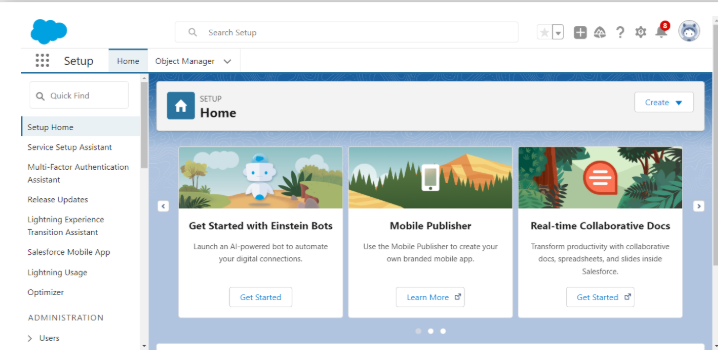 Search Setup
8
Setup
Home
Object Manager
Quick Find
Setup Home
Service Setup Assistant
Multi-Factor Authentication
Assistant
Release Updates
Lightning Experience
Transition Assistant
Salesforce Mobile App
Lightning Usage
Optimizer
ADMINISTRATION
Users
SETUP
Home
Create
Get Started with Einstein Bots
Launch an AI-powered bot to automate
your digital connections.
Get Started
Mobile Publisher
Use the Mobile Publisher to create your
own branded mobile app.
Learn More
Real-time Collaborative Docs
Transform productivity with collaborative
docs, spreadsheets, and slides inside
Salesforce.
Get Started